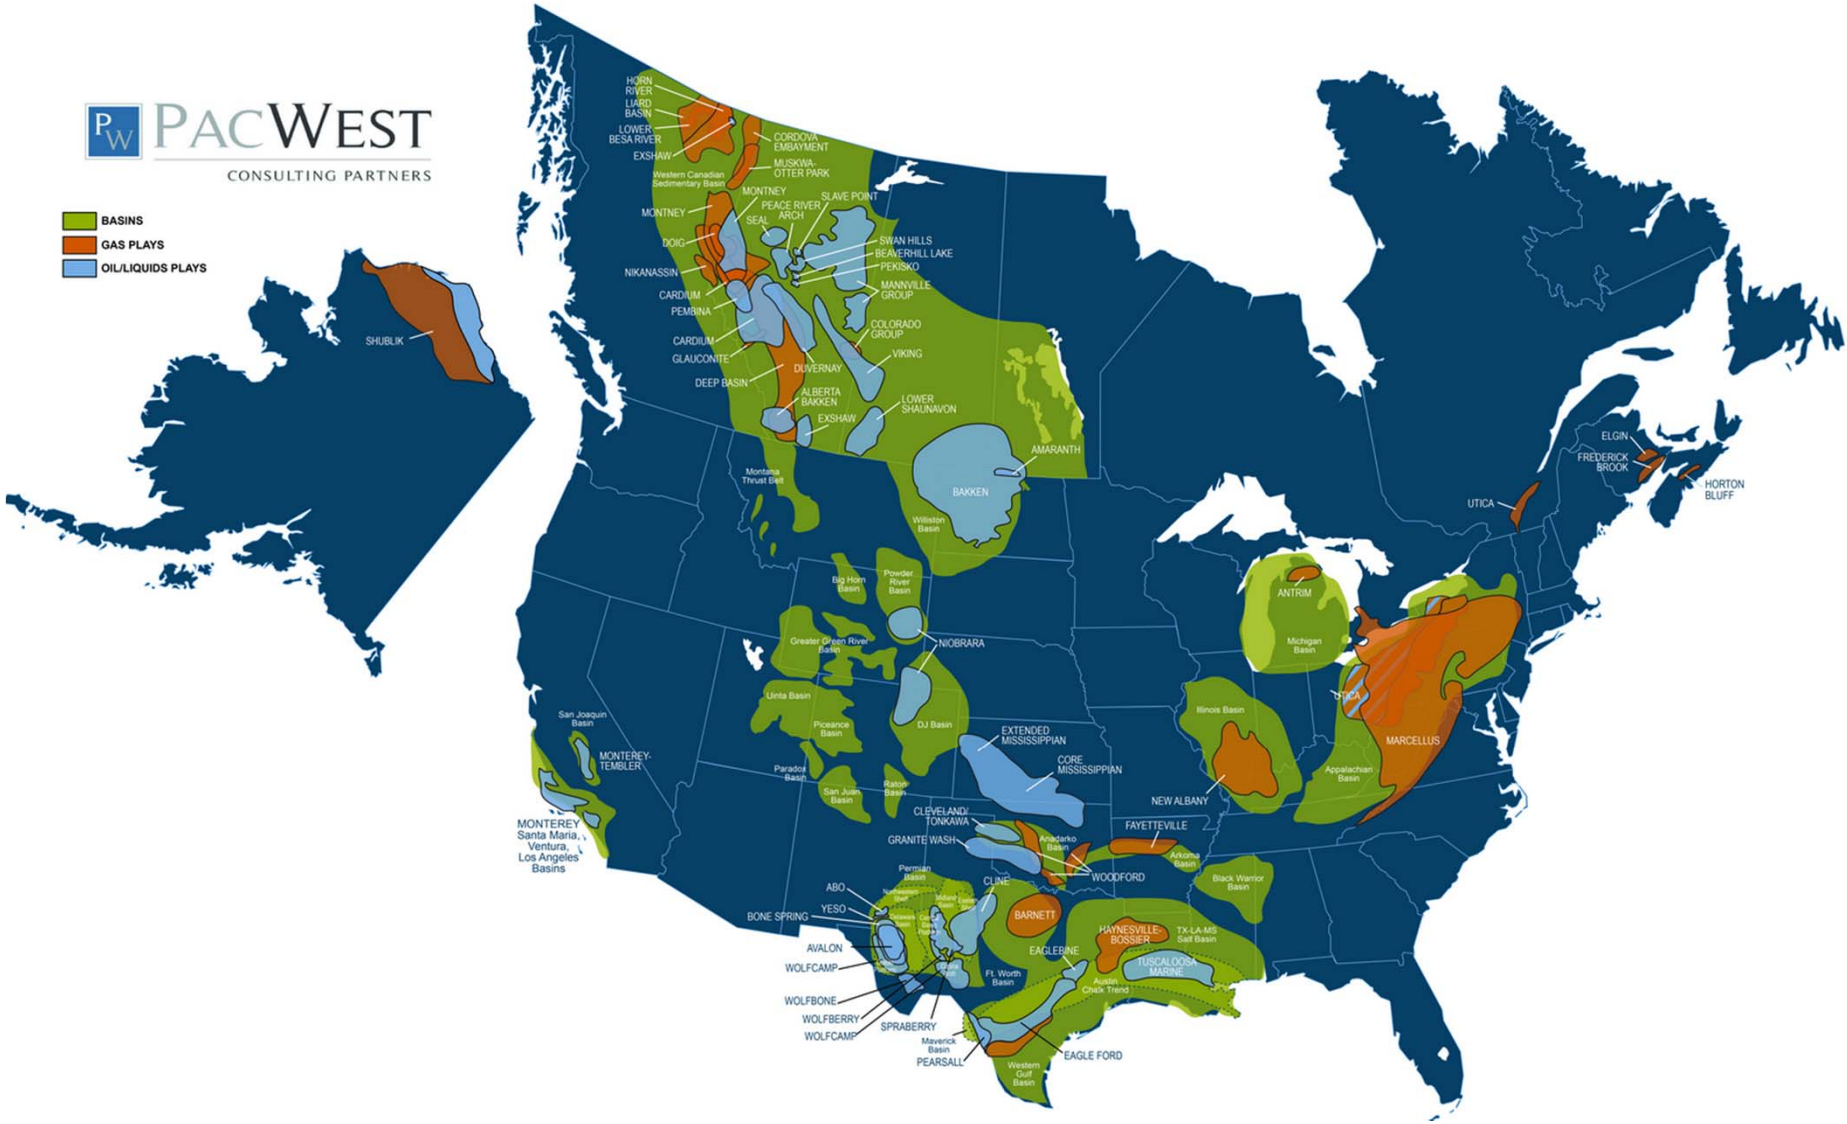 PW
PACWEST
CONSULTING PARTNERS
BASINS
GAS PLAYS
OIL/LIQUIDS PLAYS
HORN
RIVER
LIARD
BASIN
LOWER
BESA RIVER
EXSHAW
CORDOVA
EMBAYMENT
MUSKWA-
OTTER PARK
Western Canadian
Sedimentary Basin
MONTNEY
MONTNEY
PEACE RIVER
ARCH
SLAVE POINT
SEAL
DOIG
SWAN HILLS
BEAVERHILL LAKE
PEKISKO
NIKANASSIN
MANNVILLE
GROUP
CARDIUM
PEMBINA
COLORADO
GROUP
CARDIUM
GLAUCONITE
VIKING
DUVERNAY
DEEP BASIN
ALBERTA
BAKKEN
EXSHAW
LOWER
SHAUNAVON
SHUBLIK
AMARANTH
BAKKEN
Montana
Thrust Belt
Williston
Basin
ELGIN
FREDERICK
BROOK
HORTON
BLUFF
UTICA
Big Horn
Basin
Powder
River
Basin
ANTRIM
Michigan
Basin
Greater Green River
Basin
NIOBRARA
Uinta Basin
Piceance
Basin
DJ Basin
UTICA
Illinois Basin
MARCELLUS
Appalachian
Basin
San Joaquin
Basin
MONTEREY-
TEMBLER
EXTENDED
MISSISSIPPIAN
CORE
MISSISSIPPIAN
Paradox
Basin
San Juan
Basin
Raton
Basin
NEW ALBANY
MONTEREY
Santa Maria,
Ventura,
Los Angeles
Basins
CLEVELAND/
TONKAWA
GRANITE WASH
Anadarko
Basin
FAYETTEVILLE
Arkoma
Basin
WOODFORD
Black Warrior
Basin
Permian
Basin
CLINE
ABO
YESO
BONE SPRING
Northwestern
Shelf
Delaware
Basin
Midland
Basin
AVALON
WOLFCAMP
BARNETT
HAYNESVILLE-
BOSSIER
TX-LA-MS
Salt Basin
EAGLEBINE
TUSCALOOSA
MARINE
Ft. Worth
Basin
Austin
Chalk Trend
WOLFBONE
WOLFBERRY
WOLFCAMP
SPRABERRY
Maverick
Basin
PEARSALL
EAGLE FORD
Western
Gulf
Basin